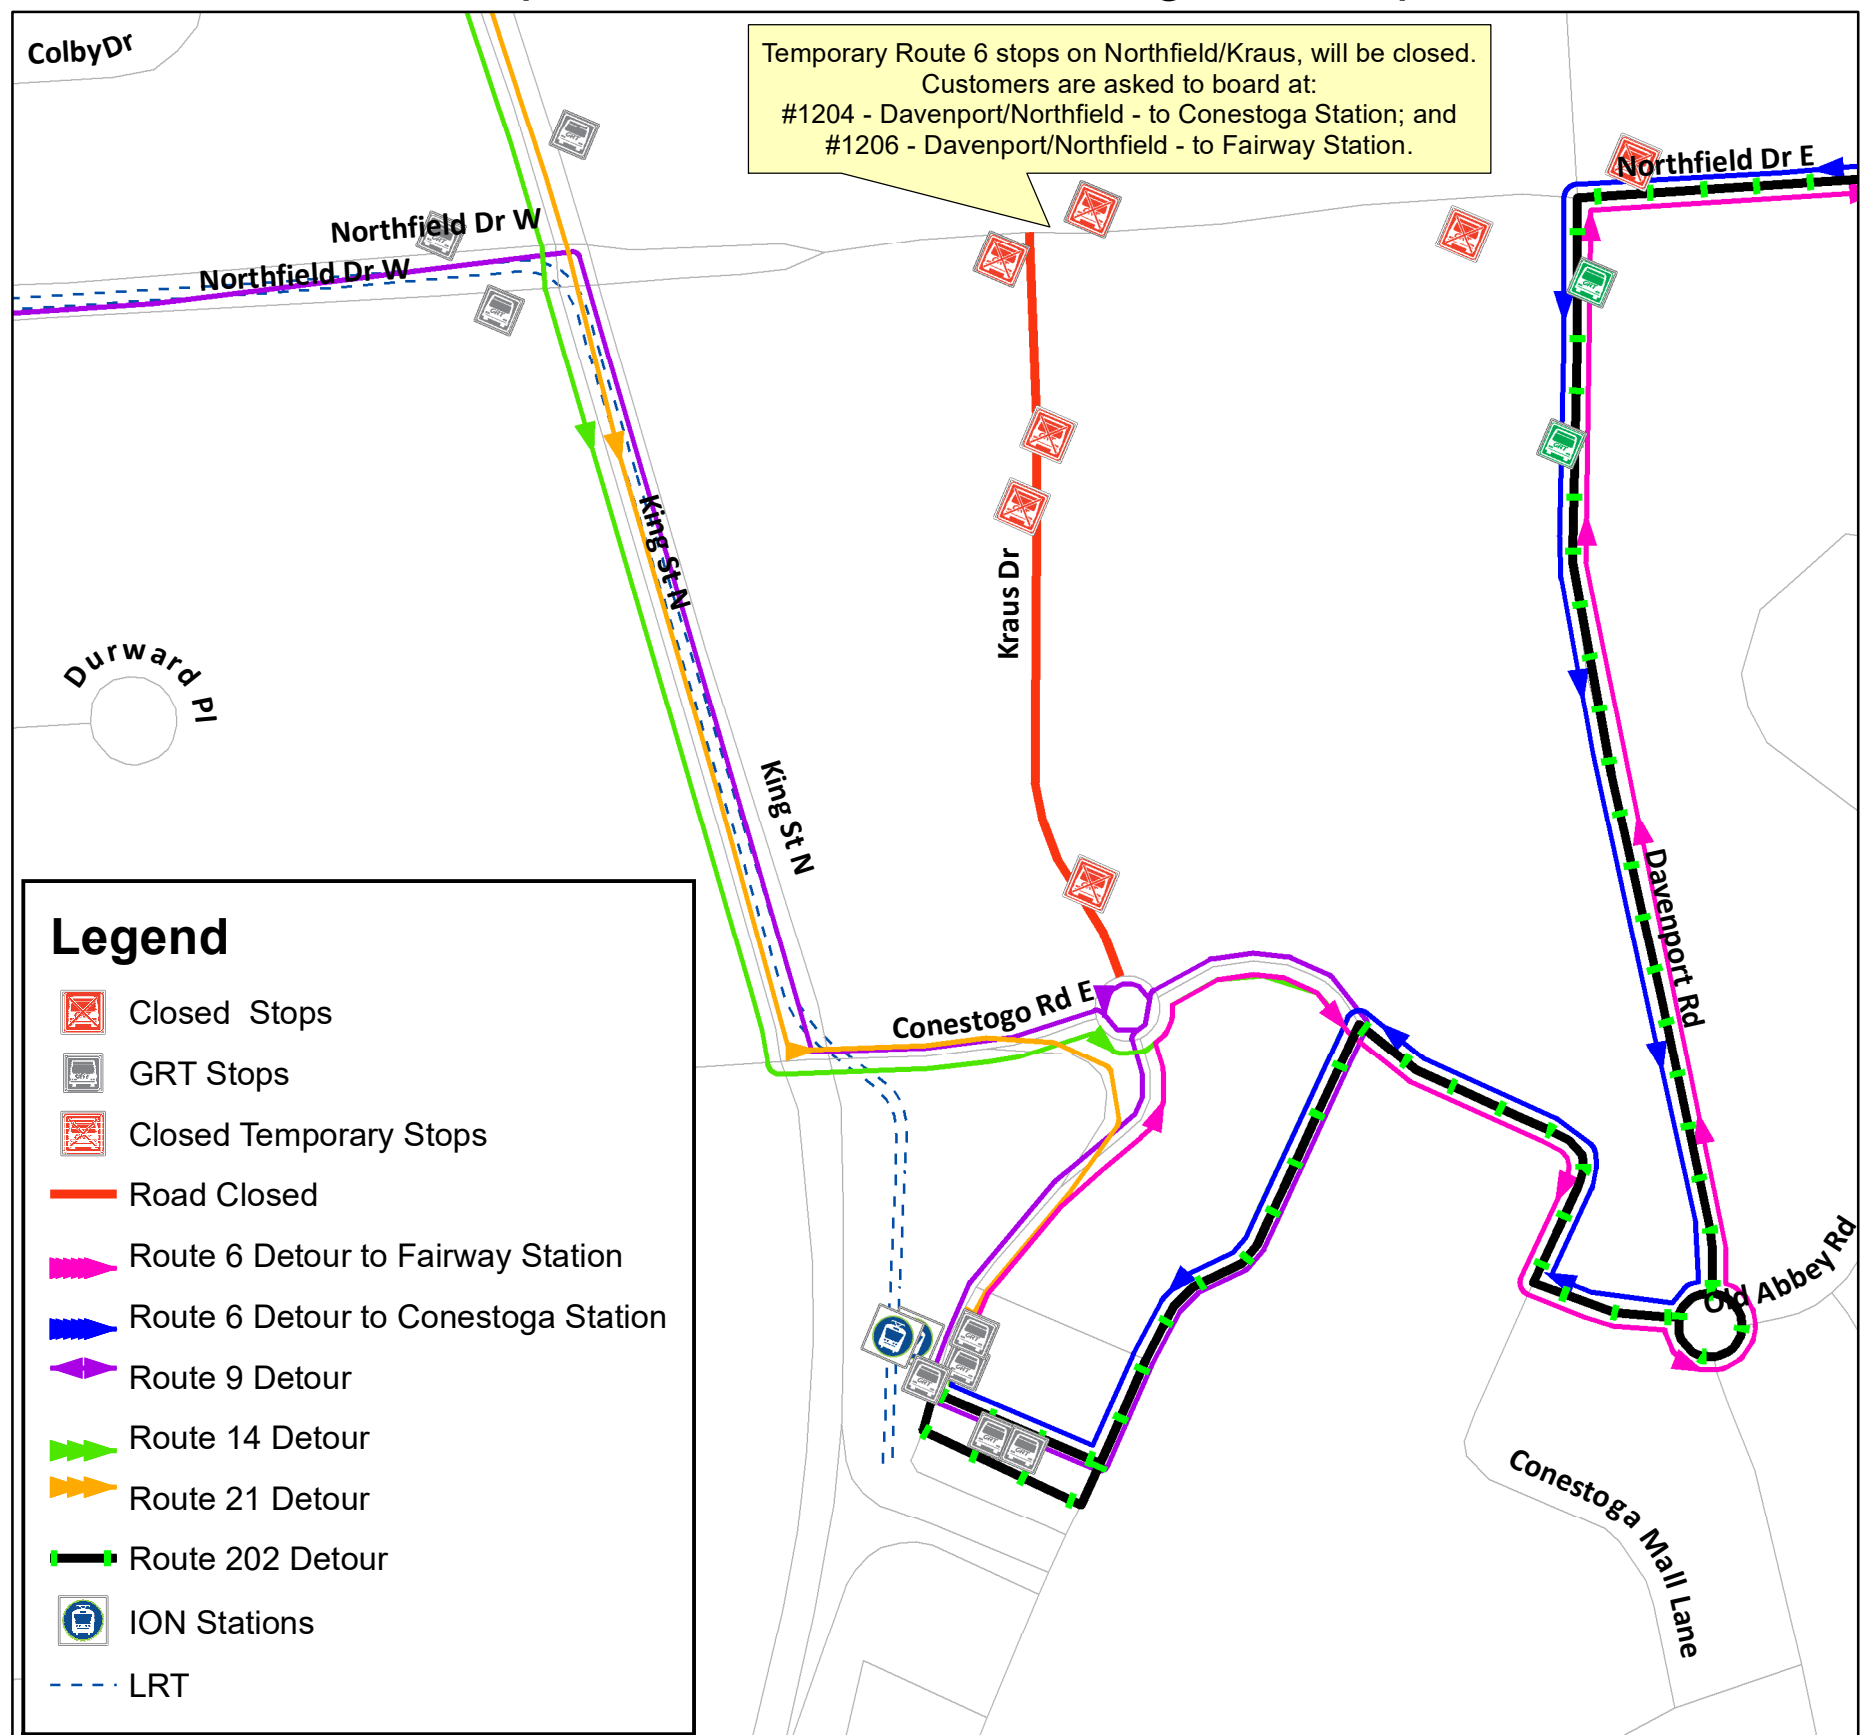 ColbyDr
Temporary Route 6 stops on Northfield/Kraus, will be closed.
Customers are asked to board at:
#1204 - Davenport/Northfield - to Conestoga Station; and
#1206 - Davenport/Northfield - to Fairway Station.
Northfield Dr E
Northfield Dr W
Northfield Dr W
King St N
Kraus Dr
Durward Pl
King St N
Davenport Rd
Conestogo Rd E
Old Abbey Rd
Conestoga Mall Lane
Legend
Closed Stops
GRT Stops
Closed Temporary Stops
Road Closed
Route 6 Detour to Fairway Station
Route 6 Detour to Conestoga Station
Route 9 Detour
Route 14 Detour
Route 21 Detour
Route 202 Detour
ION Stations
LRT